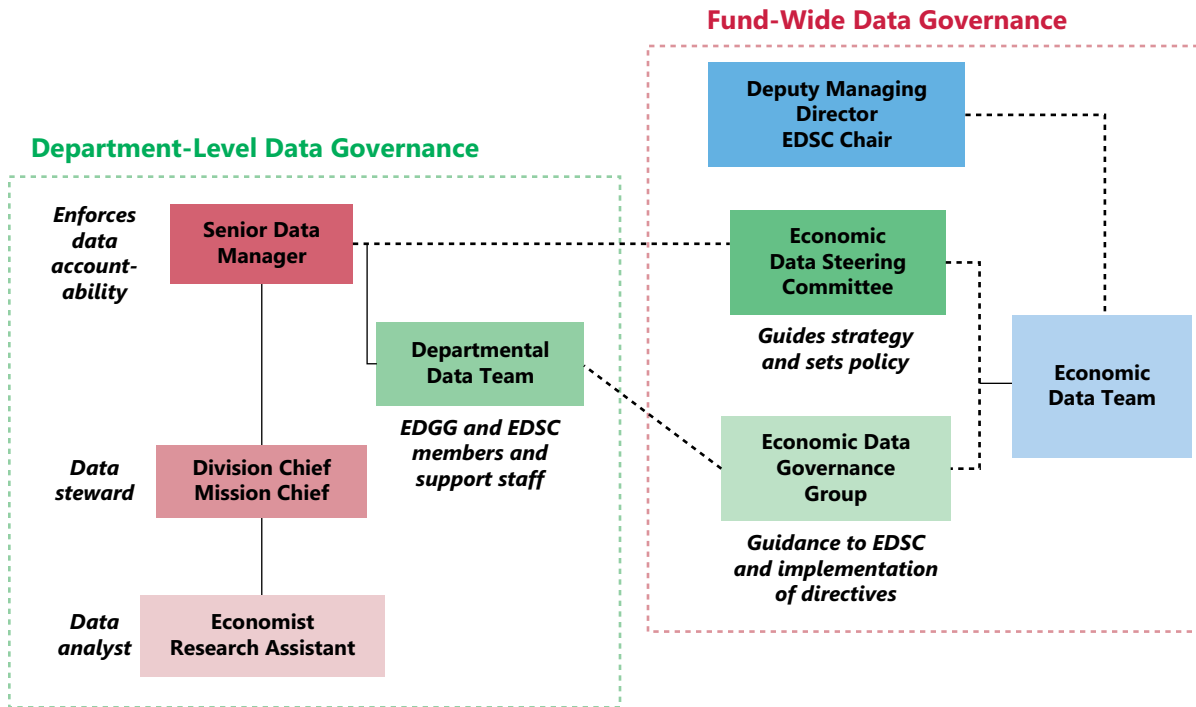 Fund-Wide Data Governance
Deputy Managing
Director
EDSC Chair
Department-Level Data Governance
Enforces
data
account-
ability
Senior Data
Manager
Economic
Data Steering
Committee
Guides strategy
and sets policy
Departmental
Data Team
EDGG and EDSC
members and
support staff
Economic
Data Team
Data
steward
Division Chief
Mission Chief
Economic Data
Governance
Group
Guidance to EDSC
and implementation
of directives
Data
analyst
Economist
Research Assistant